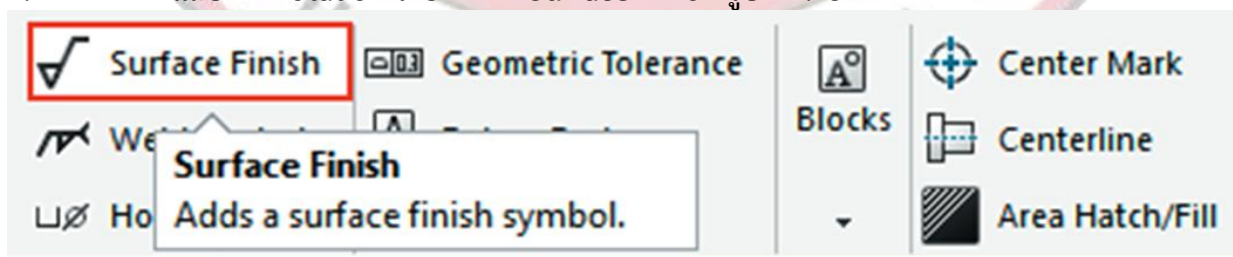 Surface Finish
Geometric Tolerance
Blocks
Center Mark
Centerline
Area Hatch/Fill
Surface Finish
Adds a surface finish symbol.